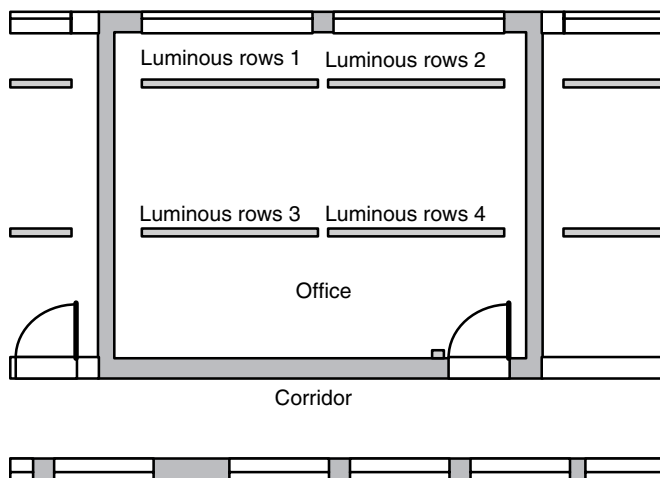 Luminous rows 1
Luminous rows 2
Luminous rows 3
Luminous rows 4
Office
Corridor